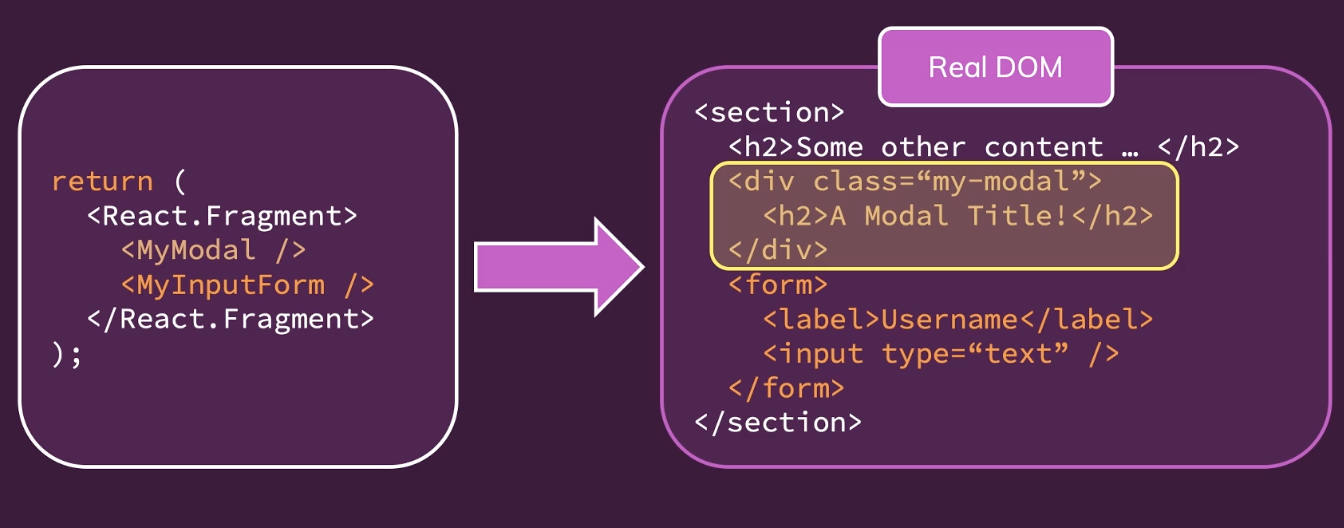 return (
<React.Fragment>
<MyModal />
<MyInputForm />
</React.Fragment>
);
Real DOM
<section>
<h2>Some other content … </h2>
<div class=“my-modal”>
<h2>A Modal Title!</h2>
</div>
<form>
<label>Username</label>
<input type=“text” />
</form>
</section>